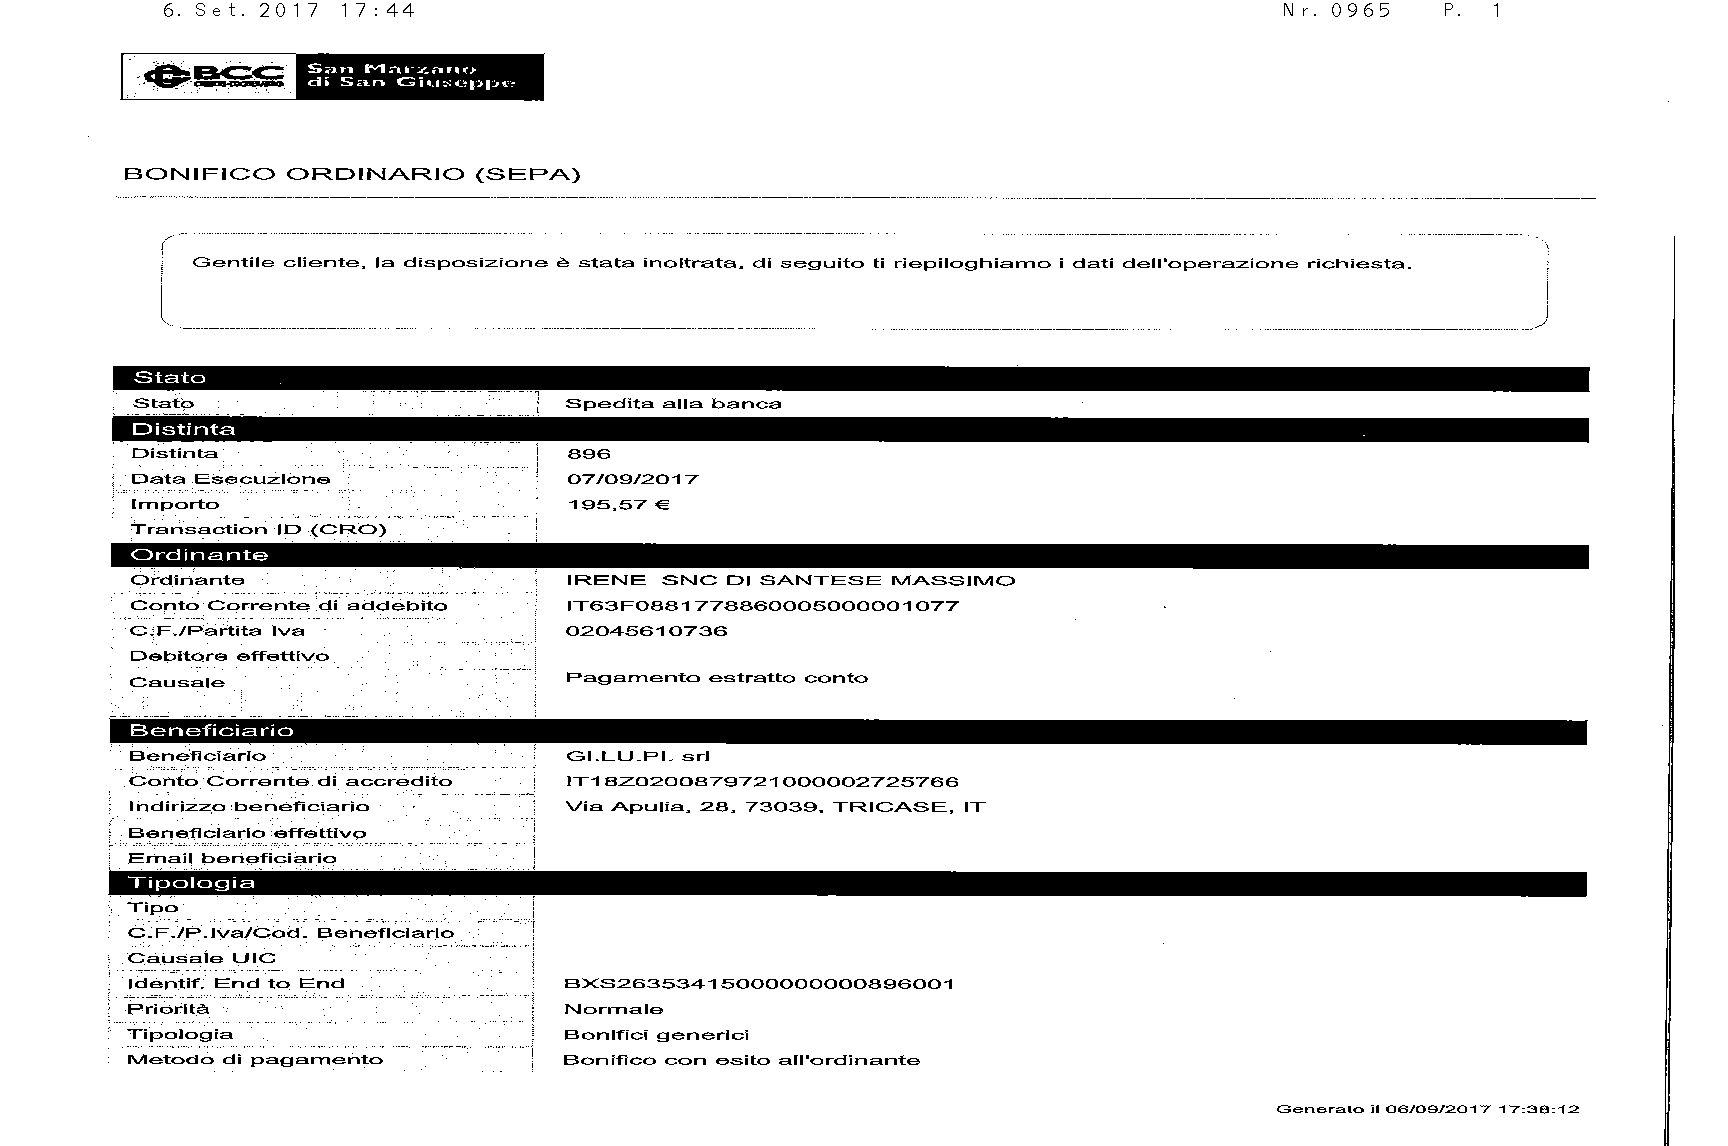 6. Set. 2017 17:44 Nr. 0965 P. 1
BCC San Marzano
di San Giuseppe
BONIFICO ORDINARIO (SEPA)
Gentile cliente, la disposizione è stata inoltrata, di seguito ti riepiloghiamo i dati dell'operazione richiesta.
Stato
Stato Spedita alla banca
Distinta
Distinta 896
Data Esecuzione 07/09/2017
Importo 195,57 €
Transaction ID (CRO)
Ordinante
Ordinante IRENE SNC DI SANTESE MASSIMO
Conto Corrente di addebito IT63F0881778860005000001077
C.F./Partita Iva 02045610736
Debitore effettivo
Causale Pagamento estratto conto
Beneficiario
Beneficiario GI.LU.PI. srl
Conto Corrente di accredito IT18Z0200879721000002725766
Indirizzo beneficiario Via Apulia, 28, 73039, TRICASE, IT
Beneficiario effettivo
Email beneficiario
Tipologia
Tipo
C.F./P.Iva/Cod. Beneficiario
Causale UIC
Identif. End to End BXS26353415000000000896001
Priorità Normale
Tipologia Bonifici generici
Metodo di pagamento Bonifico con esito all'ordinante
Generato il 06/09/2017 17:38:12